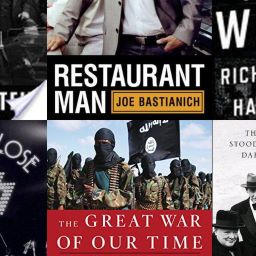 W
RESTAURANT
MAN JOE BASTIANICH
RICH
HA
LOSE
THE GREAT WAR
OF OUR TIME
TH
STOOD
DA